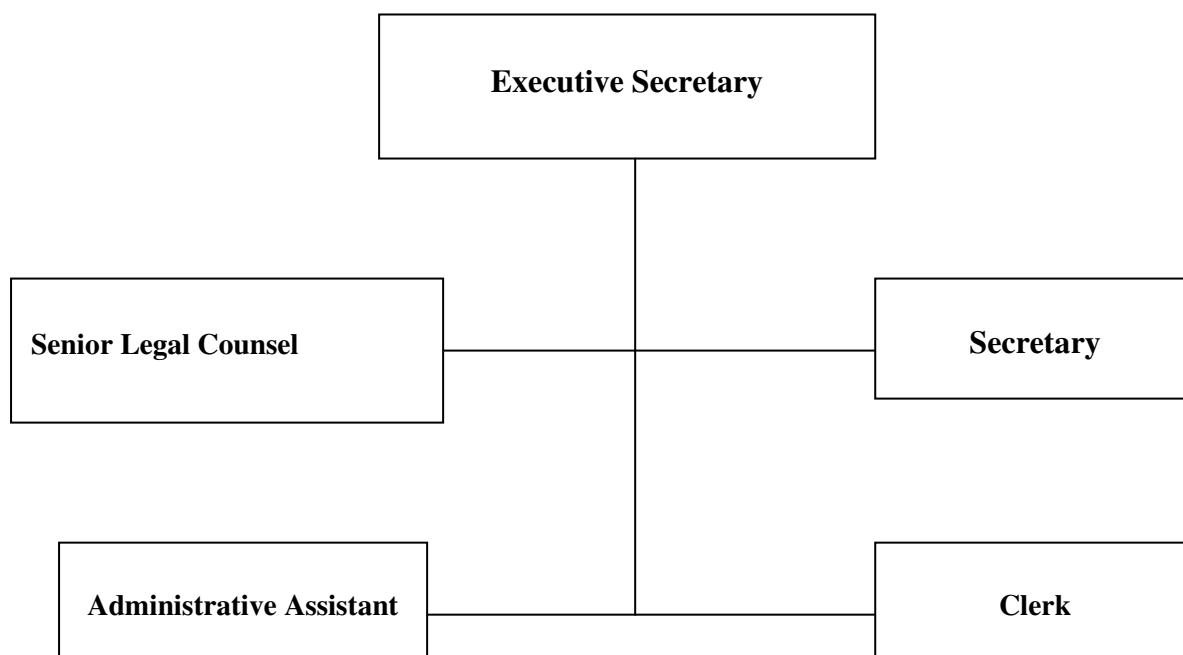 Executive Secretary
Senior Legal Counsel
Secretary
Administrative Assistant
Clerk